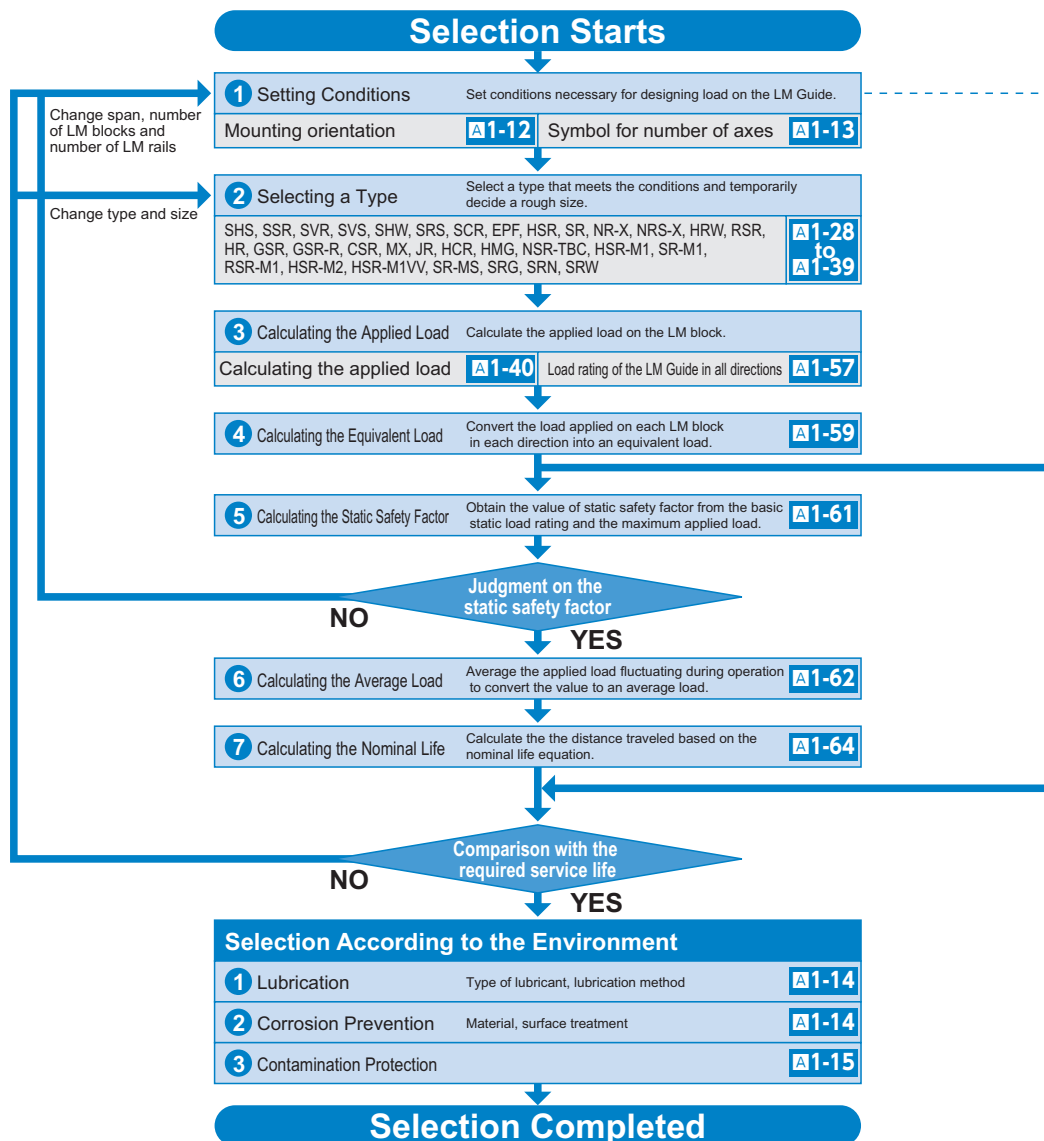 Selection Starts
1 Setting Conditions Set conditions necessary for designing load on the LM Guide.
Change span, number
of LM blocks and
number of LM rails
Mounting orientation A1-12 Symbol for number of axes A1-13
2 Selecting a Type Select a type that meets the conditions and temporarily
decide a rough size.
Change type and size
SHS, SSR, SVR, SVS, SHW, SRS, SCR, EPF, HSR, SR, NR-X, NRS-X, HRW, RSR,
HR, GSR, GSR-R, CSR, MX, JR, HCR, HMG, NSR-TBC, HSR-M1, SR-M1,
RSR-M1, HSR-M2, HSR-M1VV, SR-MS, SRG, SRN, SRW
A1-28
to
A1-39
3 Calculating the Applied Load Calculate the applied load on the LM block.
Calculating the applied load A1-40 Load rating of the LM Guide in all directions A1-57
4 Calculating the Equivalent Load Convert the load applied on each LM block
in each direction into an equivalent load. A1-59
5 Calculating the Static Safety Factor Obtain the value of static safety factor from the basic
static load rating and the maximum applied load. A1-61
Judgment on the
static safety factor
NO
YES
6 Calculating the Average Load Average the applied load fluctuating during operation
to convert the value to an average load. A1-62
7 Calculating the Nominal Life Calculate the the distance traveled based on the
nominal life equation. A1-64
Comparison with the
required service life
NO
YES
Selection According to the Environment
1 Lubrication Type of lubricant, lubrication method A1-14
2 Corrosion Prevention Material, surface treatment A1-14
3 Contamination Protection A1-15
Selection Completed